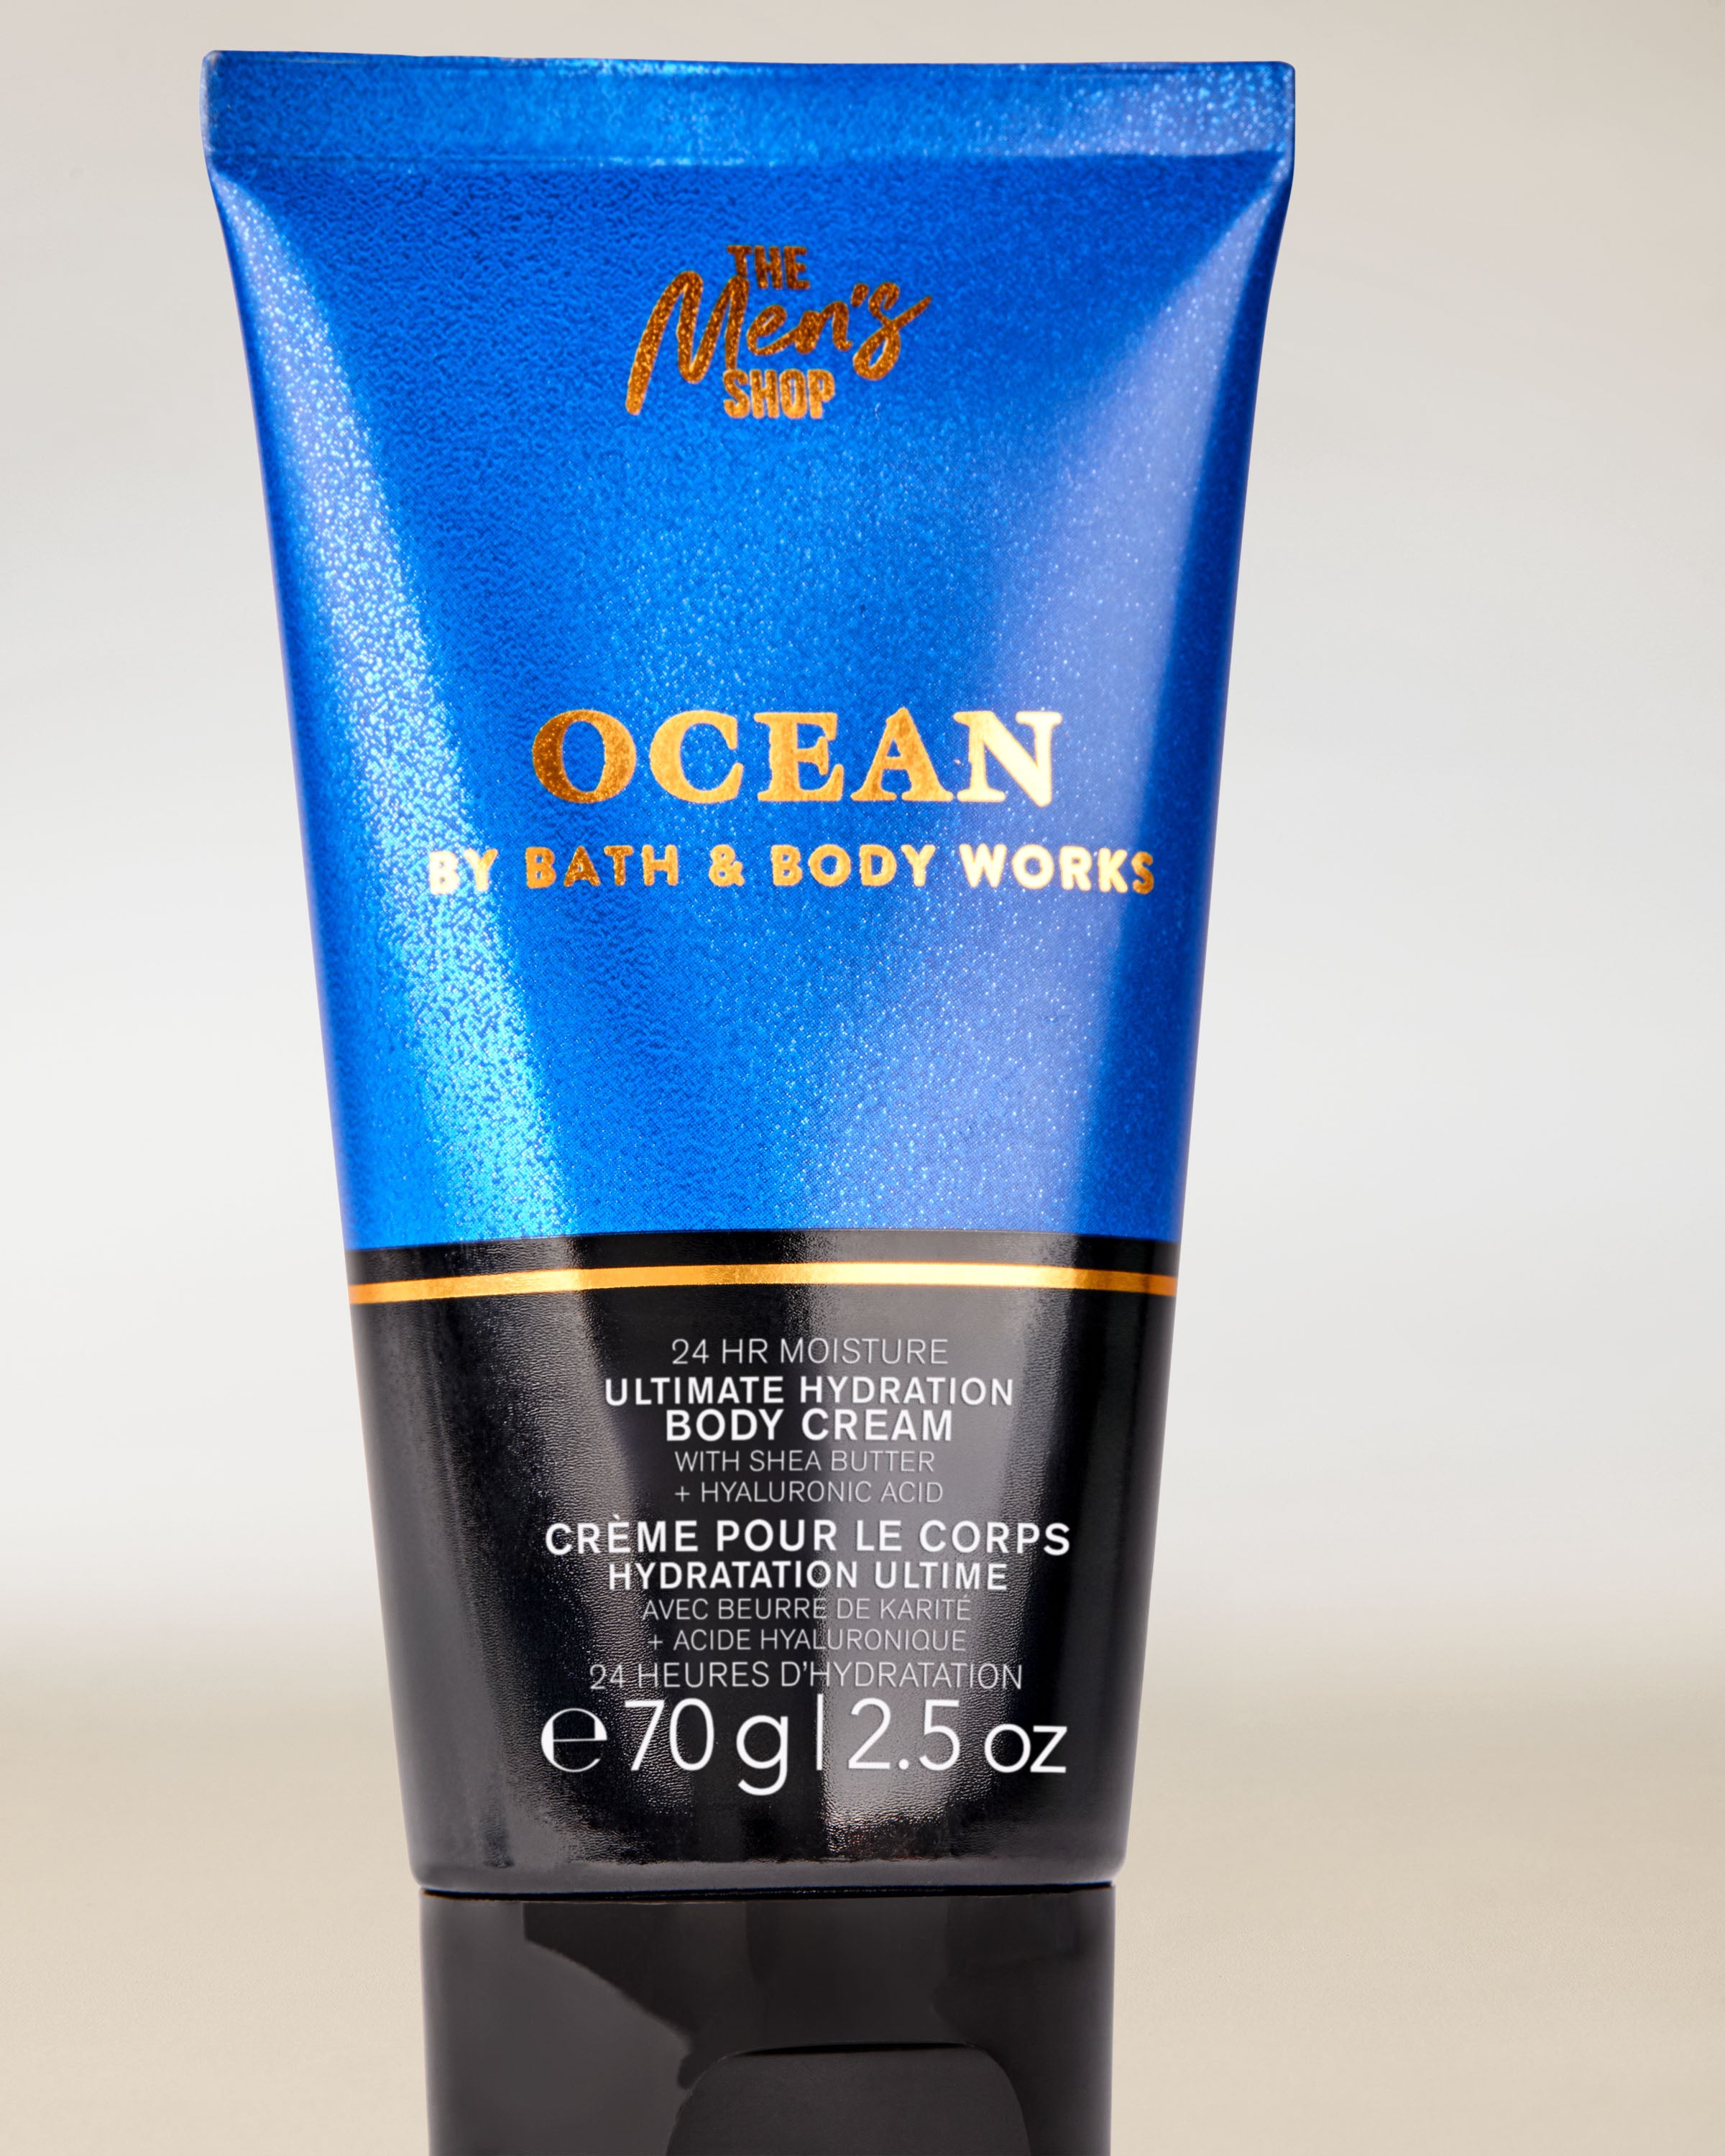 THE
Men's
SHOP
OCEAN
BY BATH & BODY WORKS
24 HR MOISTURE
ULTIMATE HYDRATION
BODY CREAM
WITH SHEA BUTTER
+ HYALURONIC ACID
CRÈME POUR LE CORPS
HYDRATATION ULTIME
AVEC BEURRE DE KARITÉ
+ ACIDE HYALURONIQUE
24 HEURES D'HYDRATATION
℮ 70 g | 2.5 oz